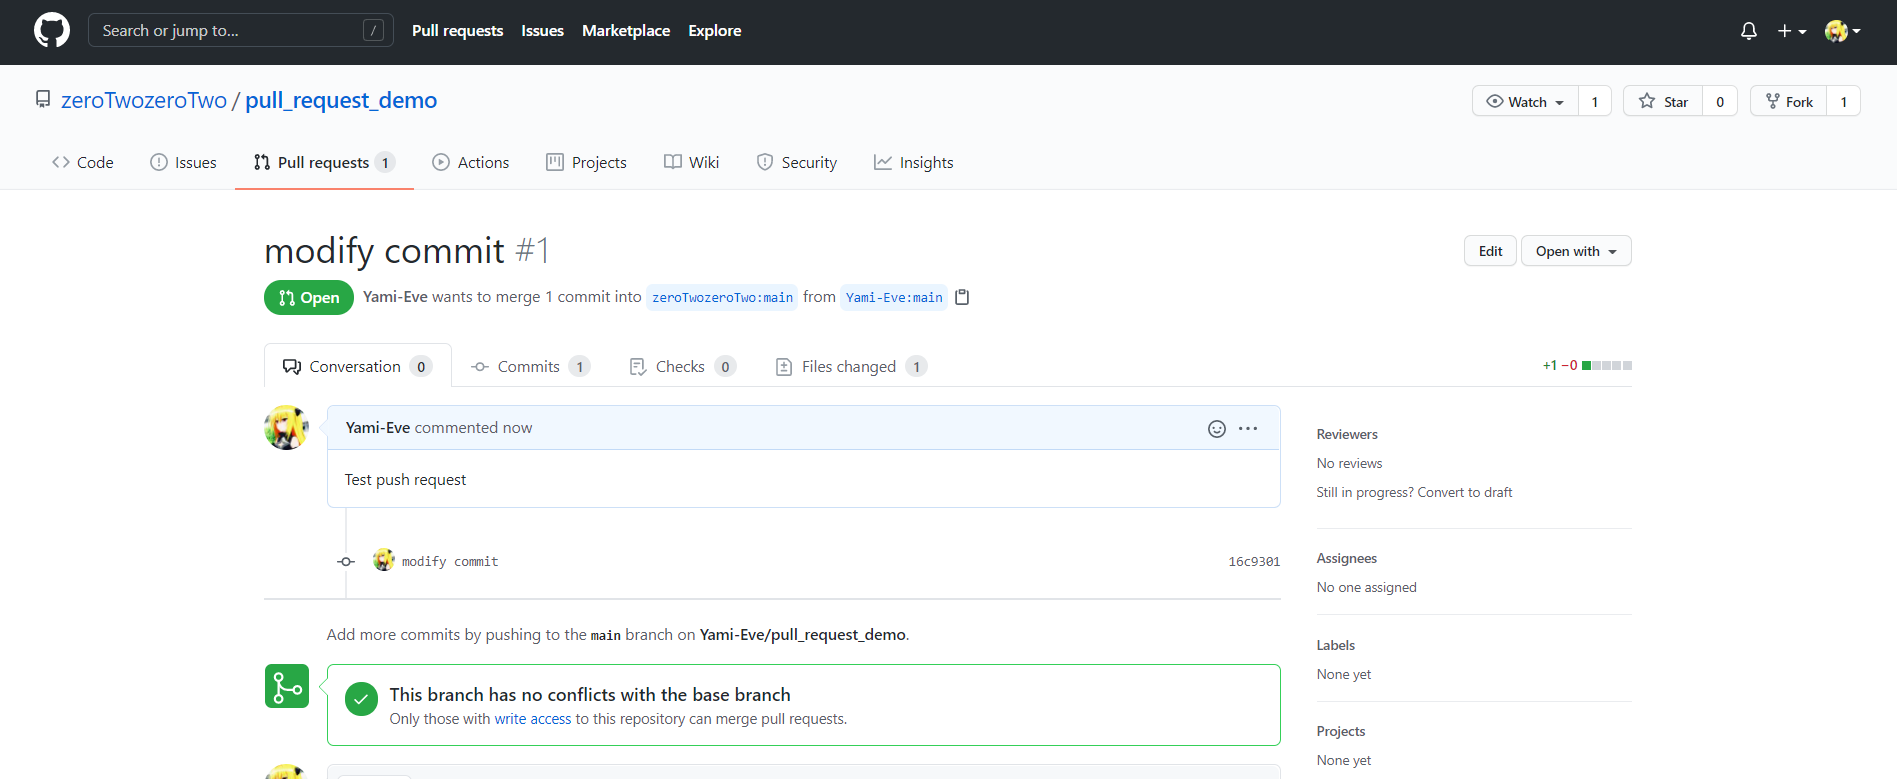 Search or jump to... / Pull requests Issues Marketplace Explore
zeroTwozeroTwo / pull_request_demo Watch 1 Star 0 Fork 1
Code Issues Pull requests 1 Actions Projects Wiki Security Insights
modify commit #1 Edit Open with
Open Yami-Eve wants to merge 1 commit into zeroTwozeroTwo:main from Yami-Eve:main
Conversation 0 Commits 1 Checks 0 Files changed 1 +1 −0
Yami-Eve commented now
Test push request
modify commit 16c9301
Add more commits by pushing to the main branch on Yami-Eve/pull_request_demo.
This branch has no conflicts with the base branch
Only those with write access to this repository can merge pull requests.
Reviewers
No reviews
Still in progress? Convert to draft
Assignees
No one assigned
Labels
None yet
Projects
None yet